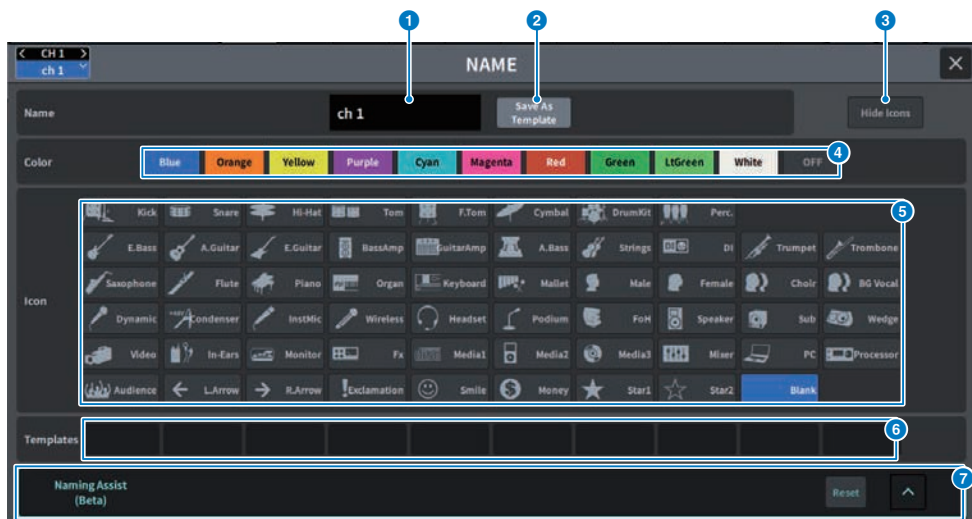 1 2 3
< CH 1 >
ch 1
NAME
Name ch 1 Save As Template Hide Icons
Color Blue Orange Yellow Purple Cyan Magenta Red Green LtGreen White OFF 4
Kick Snare Hi-Hat Tom F.Tom Cymbal DrumKit Perc. 5
E.Bass A.Guitar E.Guitar BassAmp GuitarAmp A.Bass Strings DI DI Trumpet Trombone
Saxophone Flute Piano Organ Keyboard Mallet Male Female Choir BG Vocal
Icon
Dynamic Condenser InstMic Wireless Headset Podium FoH Speaker Sub Wedge
Video In-Ears Monitor Fx Media1 Media2 Media3 Mixer PC Processor
Audience L.Arrow R.Arrow Exclamation Smile Money Star1 Star2 Blank
Templates 6
Naming Assist
(Beta)
Reset 7